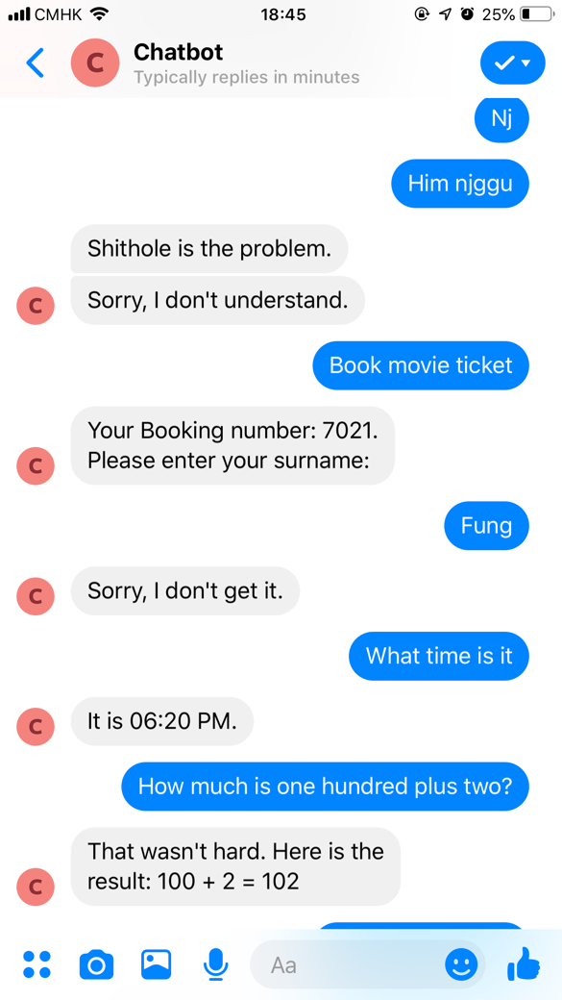 CMHK 18:45 25%
C Chatbot
Typically replies in minutes
Nj
Him njggu
Shithole is the problem.
C Sorry, I don't understand.
Book movie ticket
Your Booking number: 7021.
C Please enter your surname:
Fung
C Sorry, I don't get it.
What time is it
C It is 06:20 PM.
How much is one hundred plus two?
That wasn't hard. Here is the
C result: 100 + 2 = 102
Aa